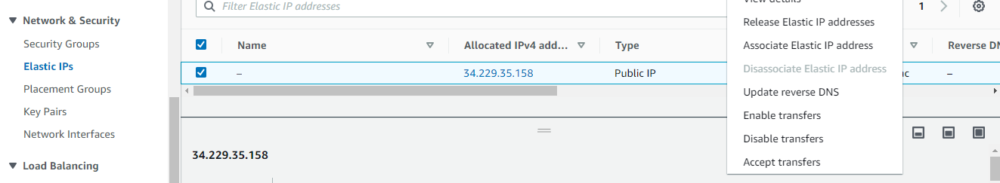 Network & Security
Security Groups
Elastic IPs
Placement Groups
Key Pairs
Network Interfaces
Load Balancing
Filter Elastic IP addresses
1
Name
Allocated IPv4 add...
Type
Reverse DN
–
34.229.35.158
Public IP
–
View details
Release Elastic IP addresses
Associate Elastic IP address
Disassociate Elastic IP address
Update reverse DNS
Enable transfers
Disable transfers
Accept transfers
34.229.35.158